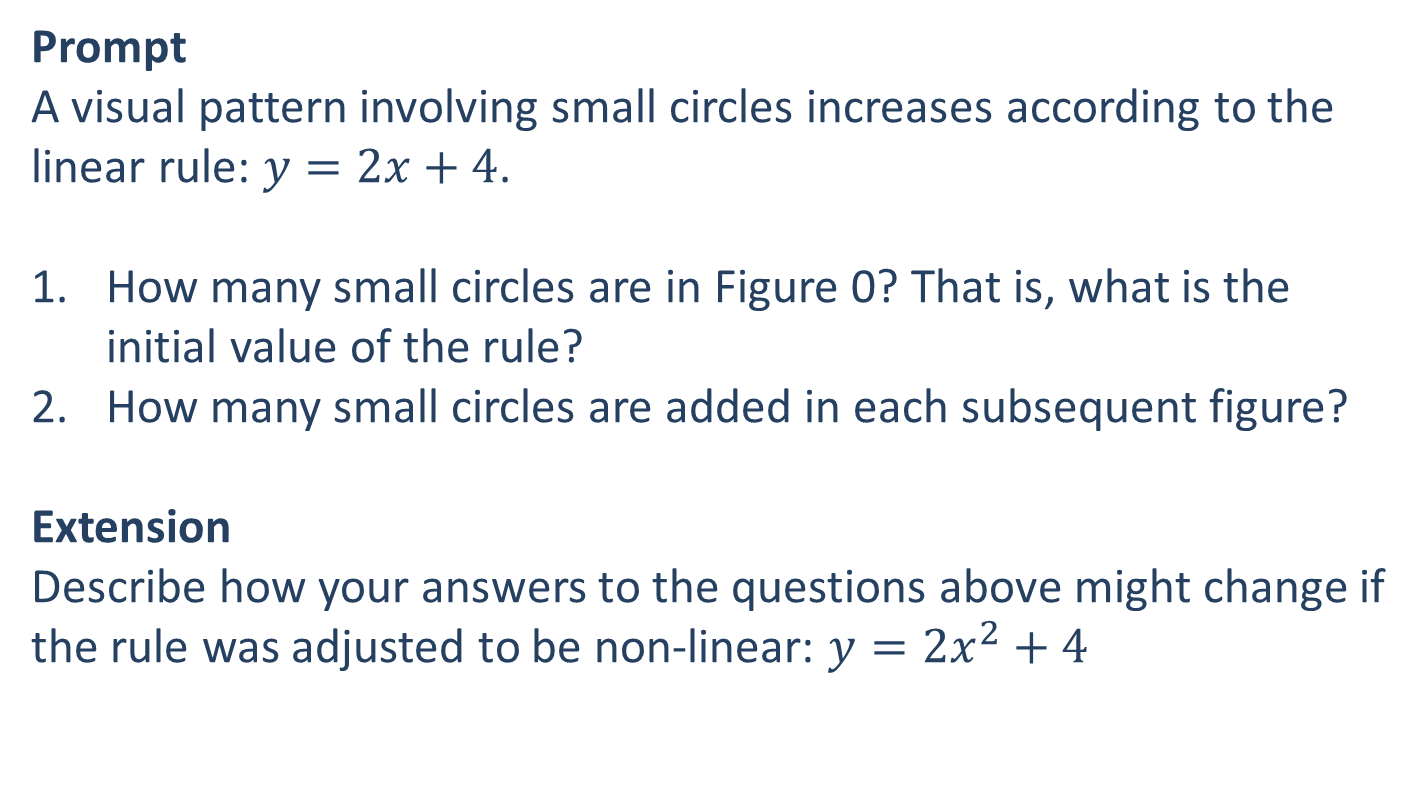 Prompt
A visual pattern involving small circles increases according to the
linear rule: y = 2x + 4.
1. How many small circles are in Figure 0? That is, what is the
initial value of the rule?
2. How many small circles are added in each subsequent figure?
Extension
Describe how your answers to the questions above might change if
the rule was adjusted to be non-linear: y = 2x² + 4